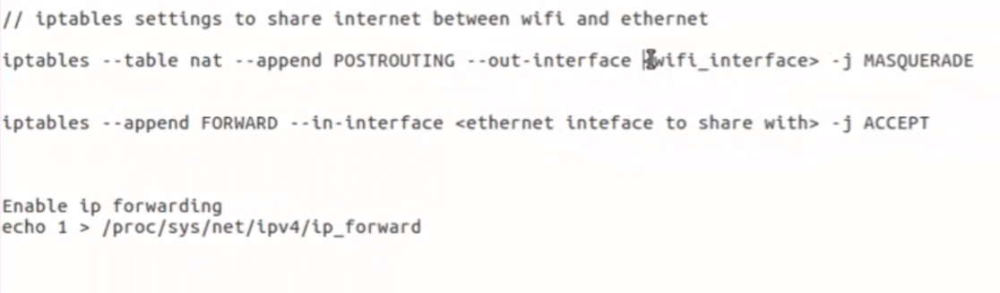 // iptables settings to share internet between wifi and ethernet
iptables --table nat --append POSTROUTING --out-interface <wifi_interface> -j MASQUERADE
iptables --append FORWARD --in-interface <ethernet inteface to share with> -j ACCEPT
Enable ip forwarding
echo 1 > /proc/sys/net/ipv4/ip_forward